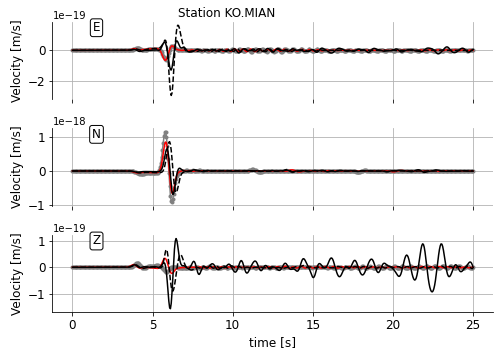 Station KO.MIAN
1e−19
E
Velocity [m/s]
0
−2
1e−18
N
Velocity [m/s]
1
0
−1
1e−19
Z
Velocity [m/s]
1
0
−1
0 5 10 15 20 25
time [s]